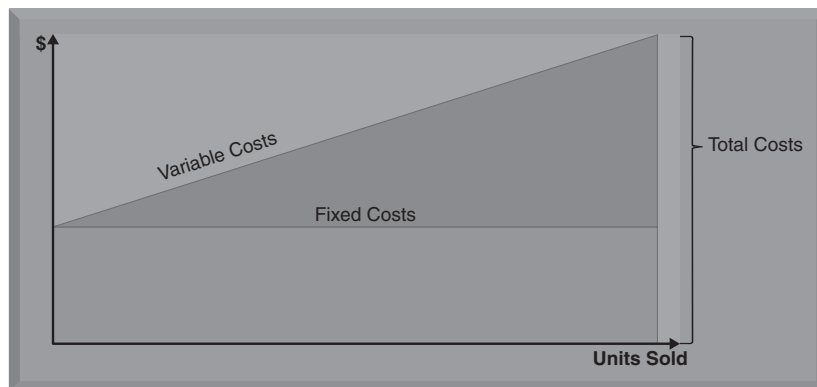 $
Variable Costs
Total Costs
Fixed Costs
Units Sold